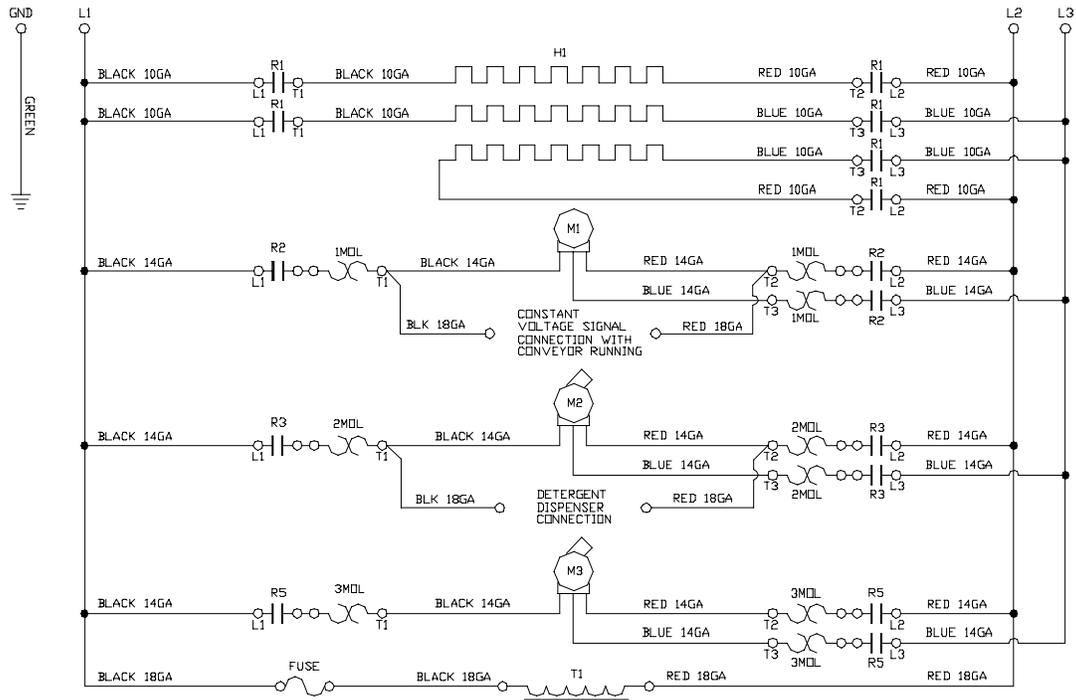 GND L1 L2 L3
H1
BLACK 10GA R1 BLACK 10GA RED 10GA R1 RED 10GA
L1 T1 T2 L2
GREEN
BLACK 10GA R1 BLACK 10GA BLUE 10GA R1 BLUE 10GA
L1 T1 T3 L3
BLUE 10GA R1 BLUE 10GA
T3 L3
RED 10GA R1 RED 10GA
T2 L2
M1
BLACK 14GA R2 1MOL BLACK 14GA RED 14GA 1MOL R2 RED 14GA
L1 T1 T2 L2
BLUE 14GA BLUE 14GA
T3 1MOL R2 L3
BLK 18GA RED 18GA
CONSTANT
VOLTAGE SIGNAL
CONNECTION WITH
CONVEYOR RUNNING
M2
BLACK 14GA R3 2MOL BLACK 14GA RED 14GA 2MOL R3 RED 14GA
L1 T1 T2 L2
BLUE 14GA BLUE 14GA
T3 2MOL R3 L3
BLK 18GA RED 18GA
DETERGENT
DISPENSER
CONNECTION
M3
BLACK 14GA R5 3MOL BLACK 14GA RED 14GA 3MOL R5 RED 14GA
L1 T1 T2 L2
BLUE 14GA BLUE 14GA
T3 3MOL R5 L3
BLACK 18GA FUSE BLACK 18GA T1 RED 18GA RED 18GA